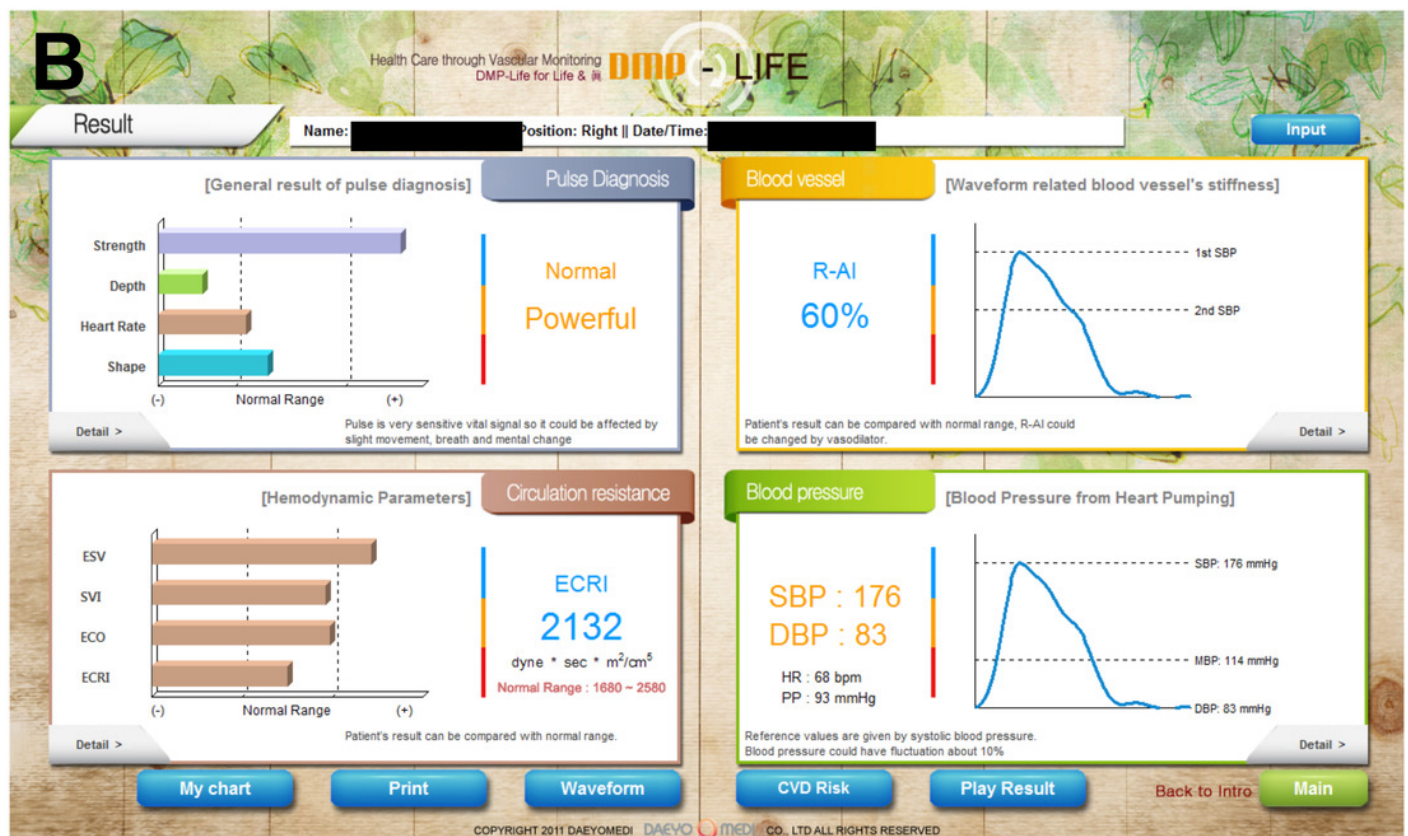 B
Health Care through Vascular Monitoring
DMP-Life for Life & 眞
DMP - LIFE
Result
Name:
Position: Right || Date/Time:
Input
[General result of pulse diagnosis]
Pulse Diagnosis
Strength
Depth
Heart Rate
Shape
(-) Normal Range (+)
Normal
Powerful
Detail >
Pulse is very sensitive vital signal so it could be affected by
slight movement, breath and mental change
Blood vessel
[Waveform related blood vessel's stiffness]
R-AI
60%
1st SBP
2nd SBP
Patient's result can be compared with normal range, R-AI could
be changed by vasodilator.
Detail >
[Hemodynamic Parameters]
Circulation resistance
ESV
SVI
ECO
ECRI
(-) Normal Range (+)
ECRI
2132
dyne * sec * m²/cm⁵
Normal Range : 1680 ~ 2580
Detail >
Patient's result can be compared with normal range.
Blood pressure
[Blood Pressure from Heart Pumping]
SBP : 176
DBP : 83
HR : 68 bpm
PP : 93 mmHg
SBP: 176 mmHg
MBP: 114 mmHg
DBP: 83 mmHg
Reference values are given by systolic blood pressure.
Blood pressure could have fluctuation about 10%
Detail >
My chart
Print
Waveform
CVD Risk
Play Result
Back to Intro
Main
COPYRIGHT 2011 DAEYOMEDI DAEYO MEDI CO., LTD ALL RIGHTS RESERVED